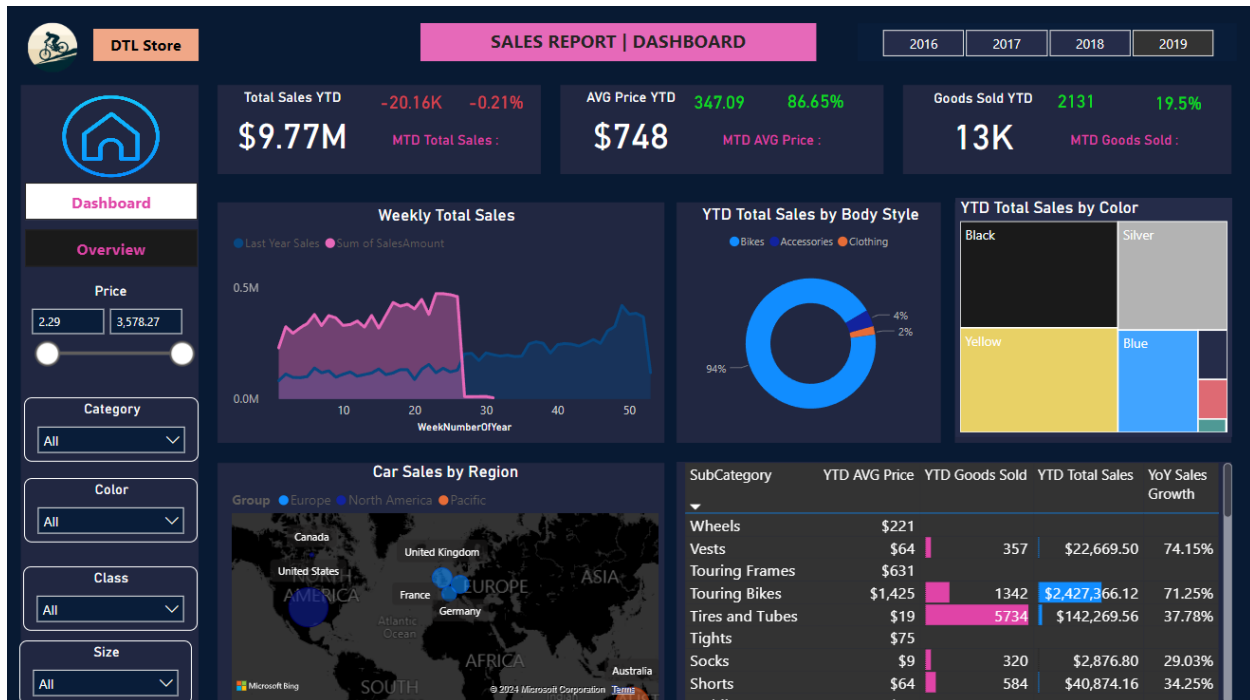 DTL Store
SALES REPORT | DASHBOARD
2016
2017
2018
2019
Dashboard
Overview
Price
2.29
3,578.27
Category
All
Color
All
Class
All
Size
All
Total Sales YTD
-20.16K
-0.21%
$9.77M
MTD Total Sales :
AVG Price YTD
347.09
86.65%
$748
MTD AVG Price :
Goods Sold YTD
2131
19.5%
13K
MTD Goods Sold :
Weekly Total Sales
Last Year Sales
Sum of SalesAmount
0.5M
0.0M
10
20
30
40
50
WeekNumberOfYear
YTD Total Sales by Body Style
Bikes
Accessories
Clothing
4%
2%
94%
YTD Total Sales by Color
Black
Silver
Yellow
Blue
Car Sales by Region
Group
Europe
North America
Pacific
Canada
United Kingdom
United States
NORTH AMERICA
France
EUROPE
ASIA
Germany
Atlantic
Ocean
AFRICA
Australia
Microsoft Bing
SOUTH
© 2024 Microsoft Corporation Terms
SubCategory YTD AVG Price YTD Goods Sold YTD Total Sales YoY Sales Growth
Wheels $221
Vests $64 357 $22,669.50 74.15%
Touring Frames $631
Touring Bikes $1,425 1342 $2,427,366.12 71.25%
Tires and Tubes $19 5734 $142,269.56 37.78%
Tights $75
Socks $9 320 $2,876.80 29.03%
Shorts $64 584 $40,874.16 34.25%